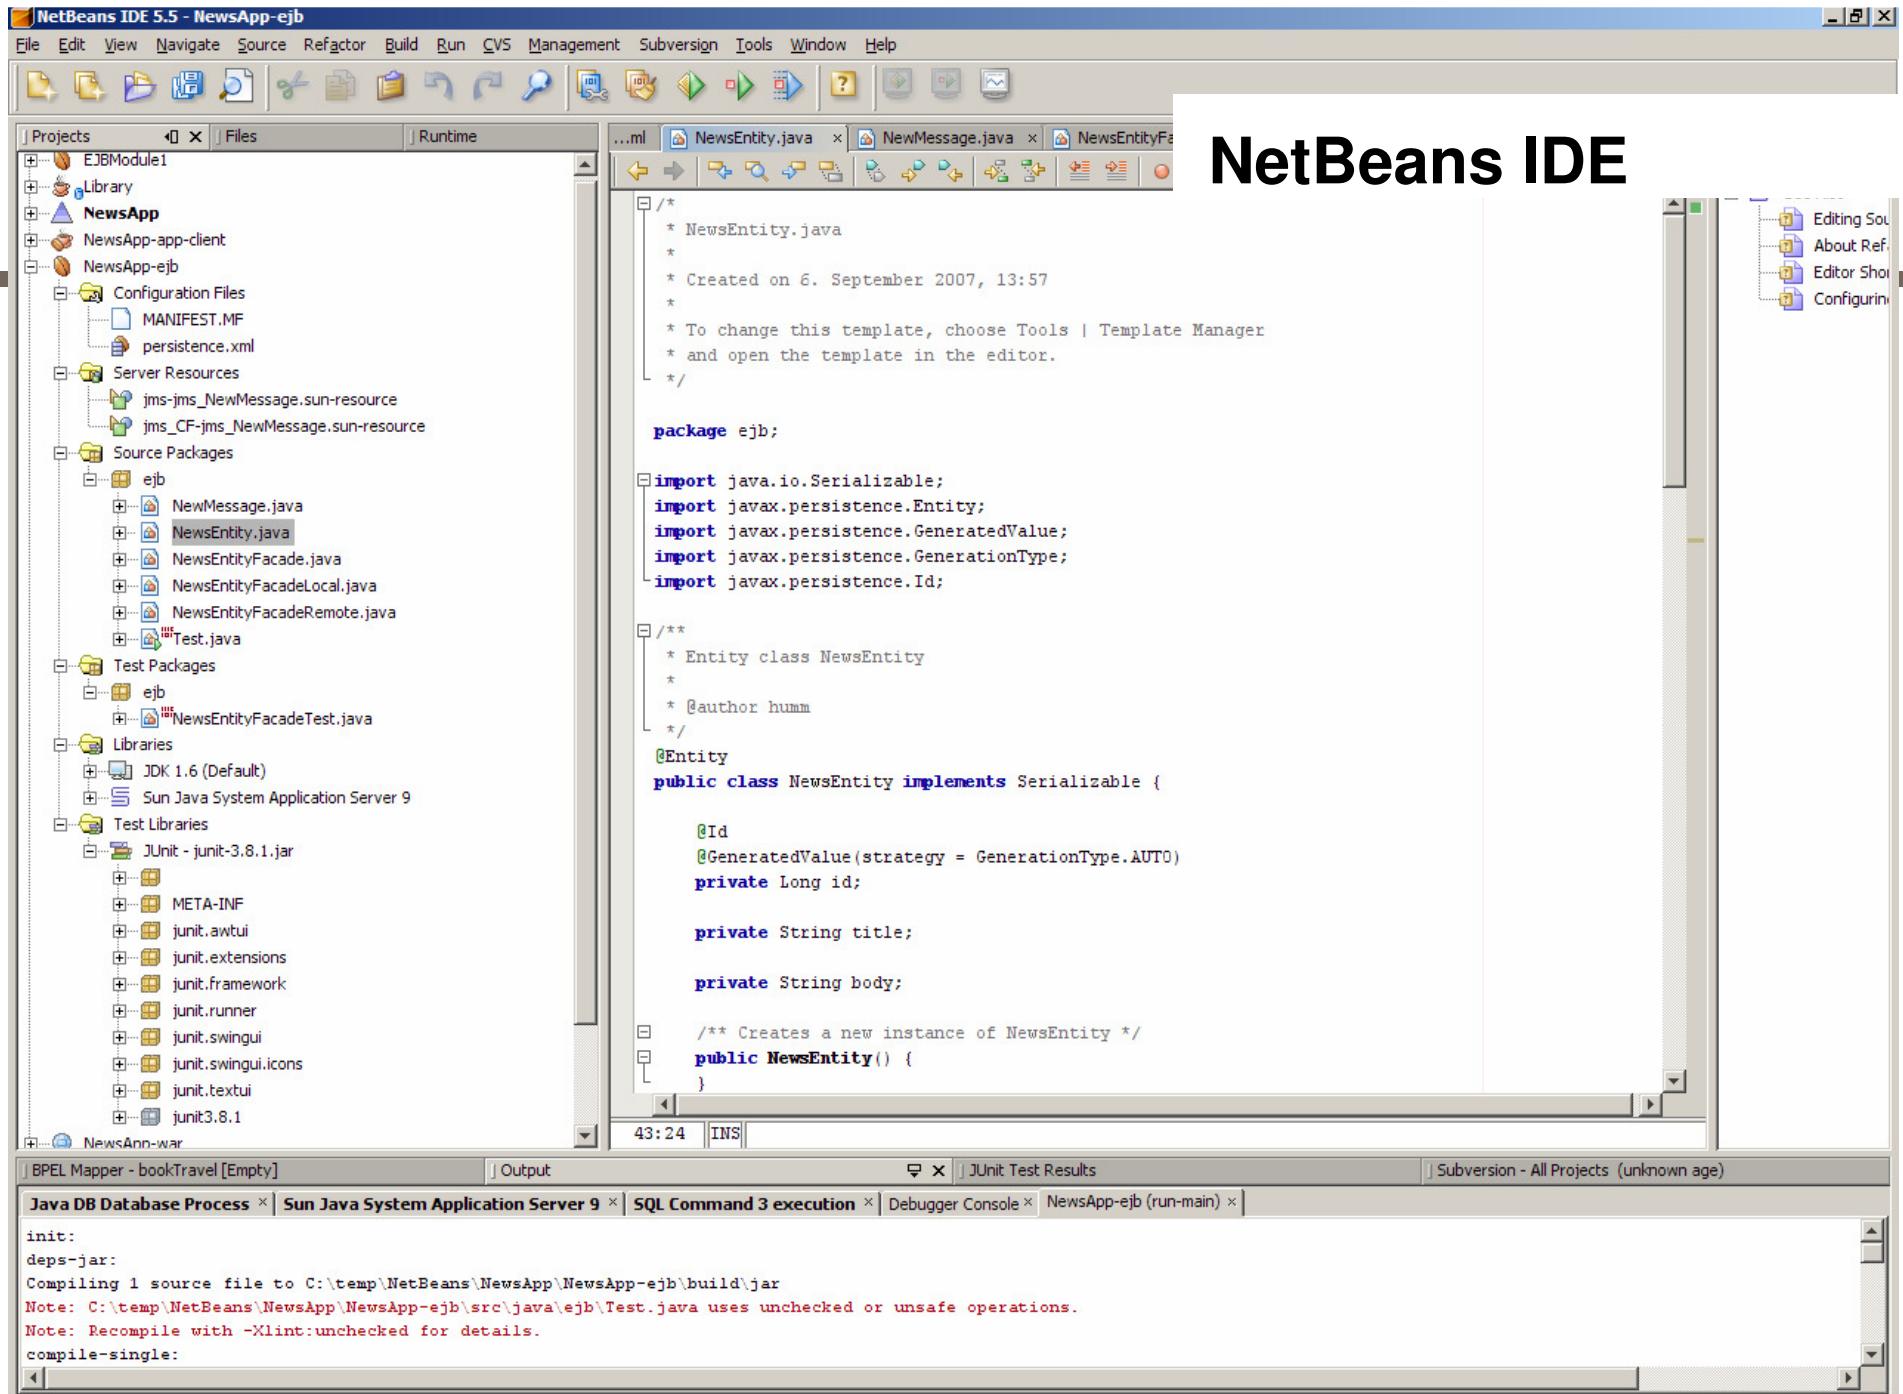 NetBeans IDE 5.5 - NewsApp-ejb
File Edit View Navigate Source Refactor Build Run CVS Management Subversion Tools Window Help
NetBeans IDE
Projects Files Runtime
EJBModule1
Library
NewsApp
NewsApp-app-client
NewsApp-ejb
Configuration Files
MANIFEST.MF
persistence.xml
Server Resources
jms-jms_NewMessage.sun-resource
jms_CF-jms_NewMessage.sun-resource
Source Packages
ejb
NewMessage.java
NewsEntity.java
NewsEntityFacade.java
NewsEntityFacadeLocal.java
NewsEntityFacadeRemote.java
Test.java
Test Packages
ejb
NewsEntityFacadeTest.java
Libraries
JDK 1.6 (Default)
Sun Java System Application Server 9
Test Libraries
JUnit - junit-3.8.1.jar
META-INF
junit.awtui
junit.extensions
junit.framework
junit.runner
junit.swingui
junit.swingui.icons
junit.textui
junit3.8.1
NewsApp-war
...ml NewsEntity.java NewMessage.java NewsEntityFa
/*
* NewsEntity.java
*
* Created on 6. September 2007, 13:57
*
* To change this template, choose Tools | Template Manager
* and open the template in the editor.
*/
package ejb;
import java.io.Serializable;
import javax.persistence.Entity;
import javax.persistence.GeneratedValue;
import javax.persistence.GenerationType;
import javax.persistence.Id;
/**
* Entity class NewsEntity
*
* @author humm
*/
@Entity
public class NewsEntity implements Serializable {
@Id
@GeneratedValue(strategy = GenerationType.AUTO)
private Long id;
private String title;
private String body;
/** Creates a new instance of NewsEntity */
public NewsEntity() {
}
43:24 INS
Editing Sou
About Ref
Editor Shor
Configurin
BPEL Mapper - bookTravel [Empty] Output JUnit Test Results Subversion - All Projects (unknown age)
Java DB Database Process Sun Java System Application Server 9 SQL Command 3 execution Debugger Console NewsApp-ejb (run-main)
init:
deps-jar:
Compiling 1 source file to C:\temp\NetBeans\NewsApp\NewsApp-ejb\build\jar
Note: C:\temp\NetBeans\NewsApp\NewsApp-ejb\src\java\ejb\Test.java uses unchecked or unsafe operations.
Note: Recompile with -Xlint:unchecked for details.
compile-single: